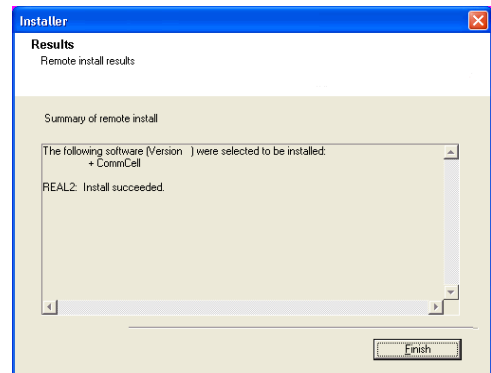 Installer
Results
Remote install results
Summary of remote install
The following software (Version   ) were selected to be installed:
+ CommCell
REAL2:  Install succeeded.
Finish